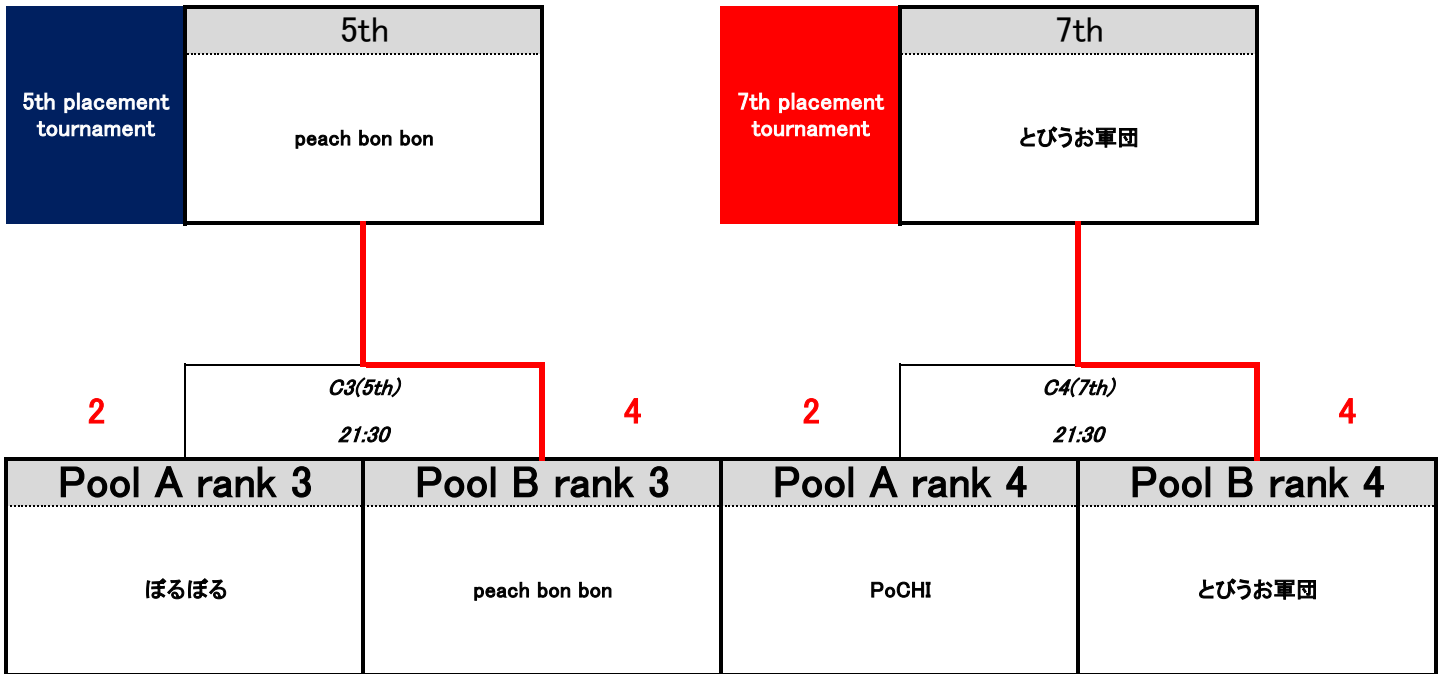 5th placement
tournament
5th
peach bon bon
7th placement
tournament
7th
とびうお軍団
2
C3(5th)
21:30
4
2
C4(7th)
21:30
4
Pool A rank 3
Pool B rank 3
Pool A rank 4
Pool B rank 4
ぽるぽる
peach bon bon
PoCHI
とびうお軍団